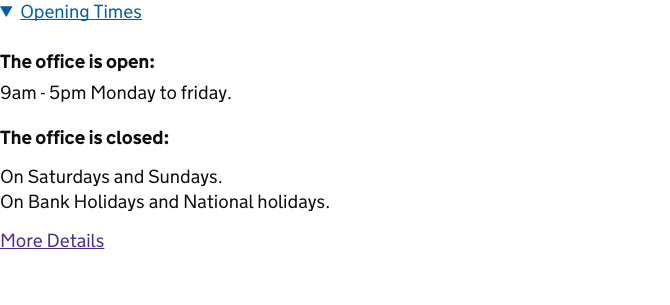 Opening Times
The office is open:
9am - 5pm Monday to friday.
The office is closed:
On Saturdays and Sundays.
On Bank Holidays and National holidays.
More Details